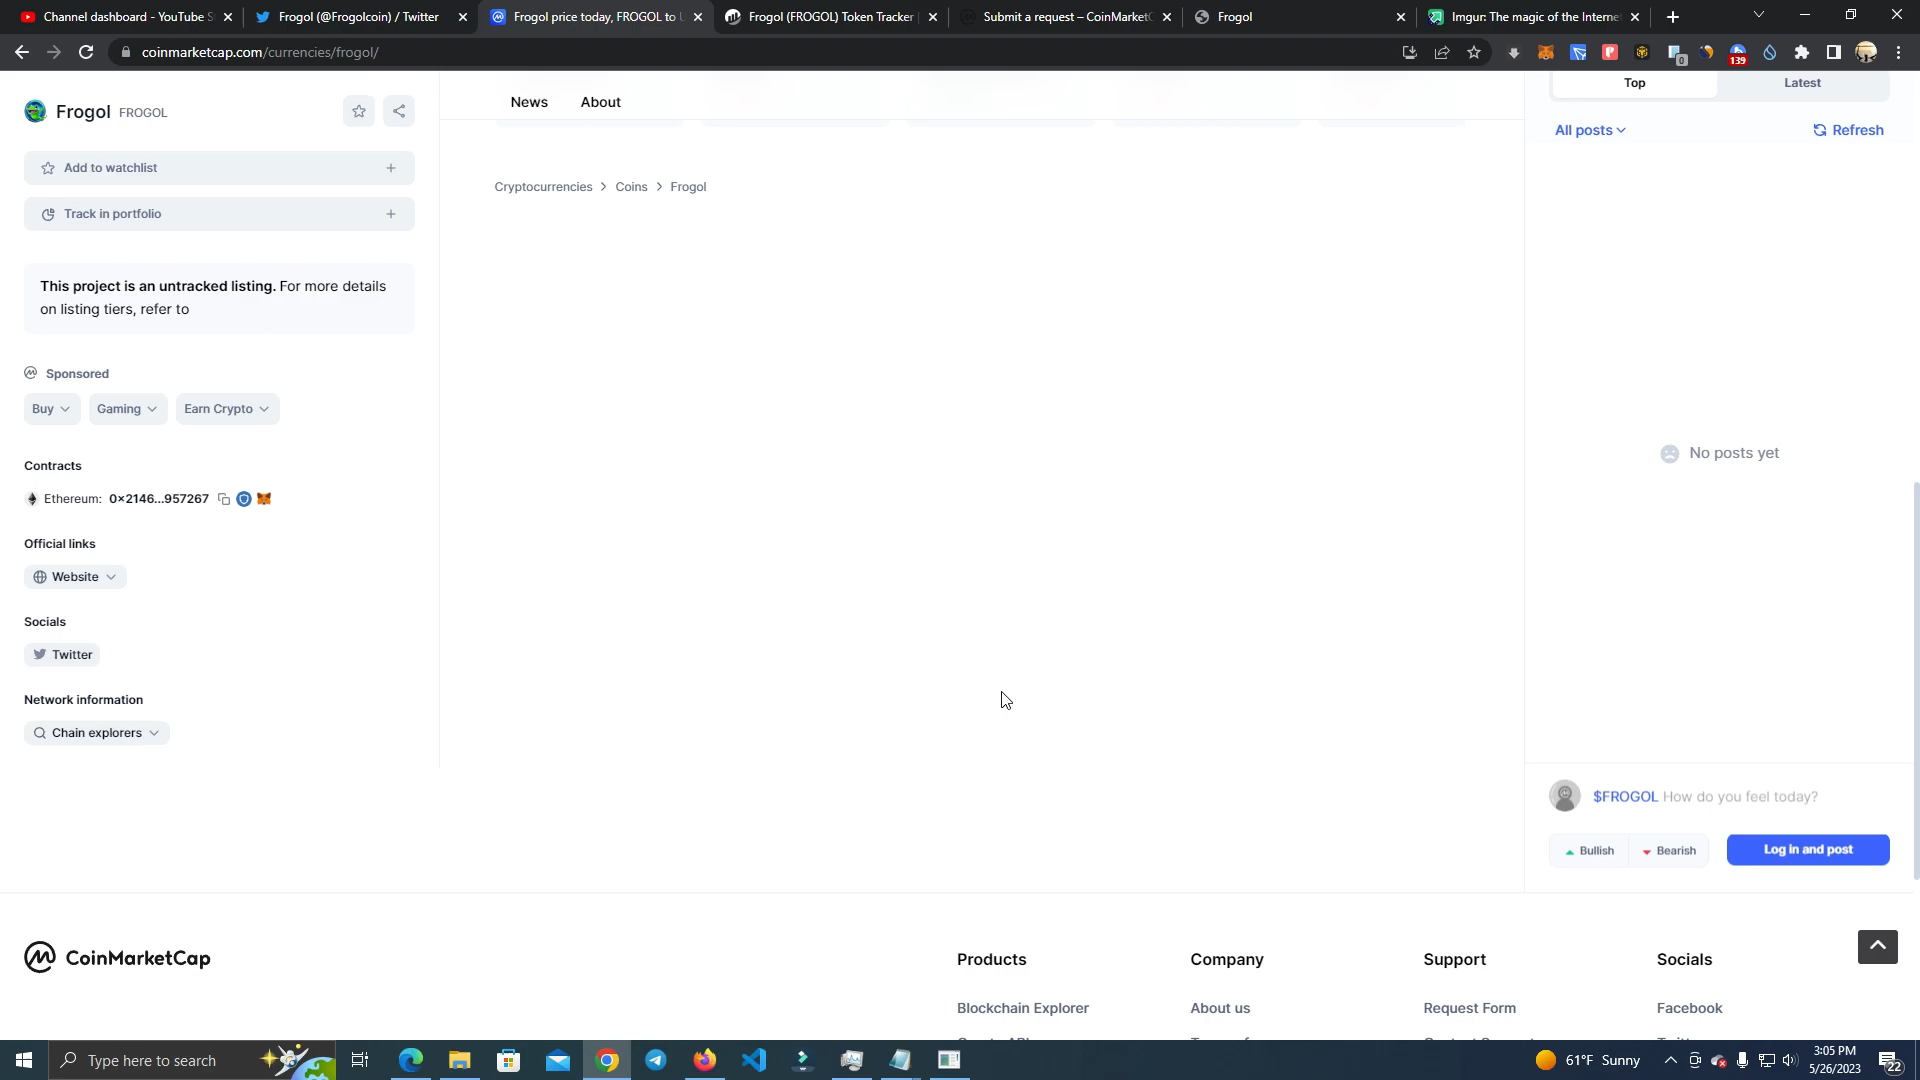 Channel dashboard - YouTube S
Frogol (@Frogolcoin) / Twitter
Frogol price today, FROGOL to U
Frogol (FROGOL) Token Tracker
Submit a request – CoinMarketC
Frogol
Imgur: The magic of the Interne
coinmarketcap.com/currencies/frogol/
0
139
Frogol FROGOL
Add to watchlist
Track in portfolio
This project is an untracked listing. For more details
on listing tiers, refer to
Sponsored
Buy
Gaming
Earn Crypto
Contracts
Ethereum: 0x2146...957267
Official links
Website
Socials
Twitter
Network information
Chain explorers
News
About
Cryptocurrencies
Coins
Frogol
Top
Latest
All posts
Refresh
No posts yet
$FROGOL How do you feel today?
Bullish
Bearish
Log in and post
CoinMarketCap
Products
Company
Support
Socials
Blockchain Explorer
About us
Request Form
Facebook
Type here to search
61°F Sunny
3:05 PM
5/26/2023
22